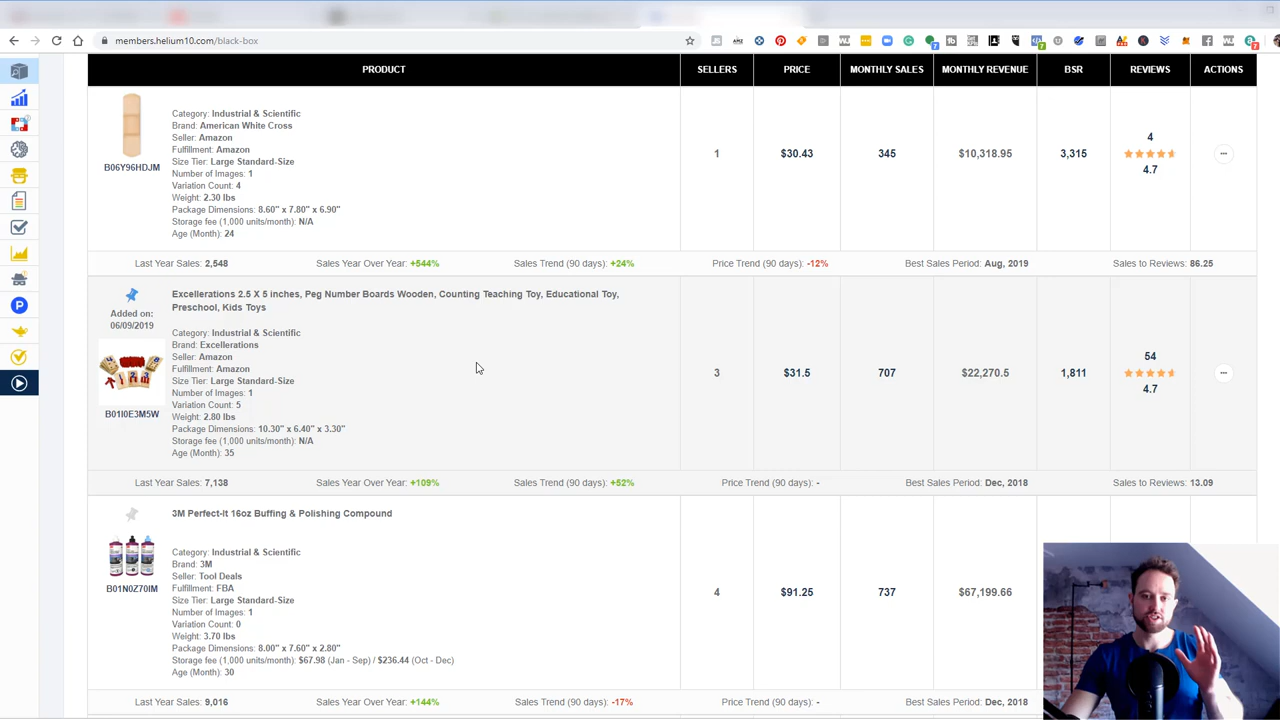 members.helium10.com/black-box
PRODUCT SELLERS PRICE MONTHLY SALES MONTHLY REVENUE BSR REVIEWS ACTIONS
Category: Industrial & Scientific
Brand: American White Cross
Seller: Amazon
Fulfillment: Amazon
Size Tier: Large Standard-Size
Number of Images: 1
Variation Count: 4
Weight: 2.30 lbs
Package Dimensions: 8.60" x 7.80" x 6.90"
Storage fee (1,000 units/month): N/A
Age (Month): 24
B06Y96HDJM
1 $30.43 345 $10,318.95 3,315 4
4.7
Last Year Sales: 2,548 Sales Year Over Year: +544% Sales Trend (90 days): +24% Price Trend (90 days): -12% Best Sales Period: Aug, 2019 Sales to Reviews: 86.25
Added on:
06/09/2019
B01I0E3M5W
Excellerations 2.5 X 5 inches, Peg Number Boards Wooden, Counting Teaching Toy, Educational Toy,
Preschool, Kids Toys
Category: Industrial & Scientific
Brand: Excellerations
Seller: Amazon
Fulfillment: Amazon
Size Tier: Large Standard-Size
Number of Images: 1
Variation Count: 5
Weight: 2.80 lbs
Package Dimensions: 10.30" x 6.40" x 3.30"
Storage fee (1,000 units/month): N/A
Age (Month): 35
3 $31.5 707 $22,270.5 1,811 54
4.7
Last Year Sales: 7,138 Sales Year Over Year: +109% Sales Trend (90 days): +52% Price Trend (90 days): - Best Sales Period: Dec, 2018 Sales to Reviews: 13.09
3M Perfect-It 16oz Buffing & Polishing Compound
B01N0Z70IM
Category: Industrial & Scientific
Brand: 3M
Seller: Tool Deals
Fulfillment: FBA
Size Tier: Large Standard-Size
Number of Images: 1
Variation Count: 0
Weight: 3.70 lbs
Package Dimensions: 8.00" x 7.60" x 2.80"
Storage fee (1,000 units/month): $67.98 (Jan - Sep) / $236.44 (Oct - Dec)
Age (Month): 30
4 $91.25 737 $67,199.66
Last Year Sales: 9,016 Sales Year Over Year: +144% Sales Trend (90 days): -17% Price Trend (90 days): - Best Sales Period: Dec, 2018